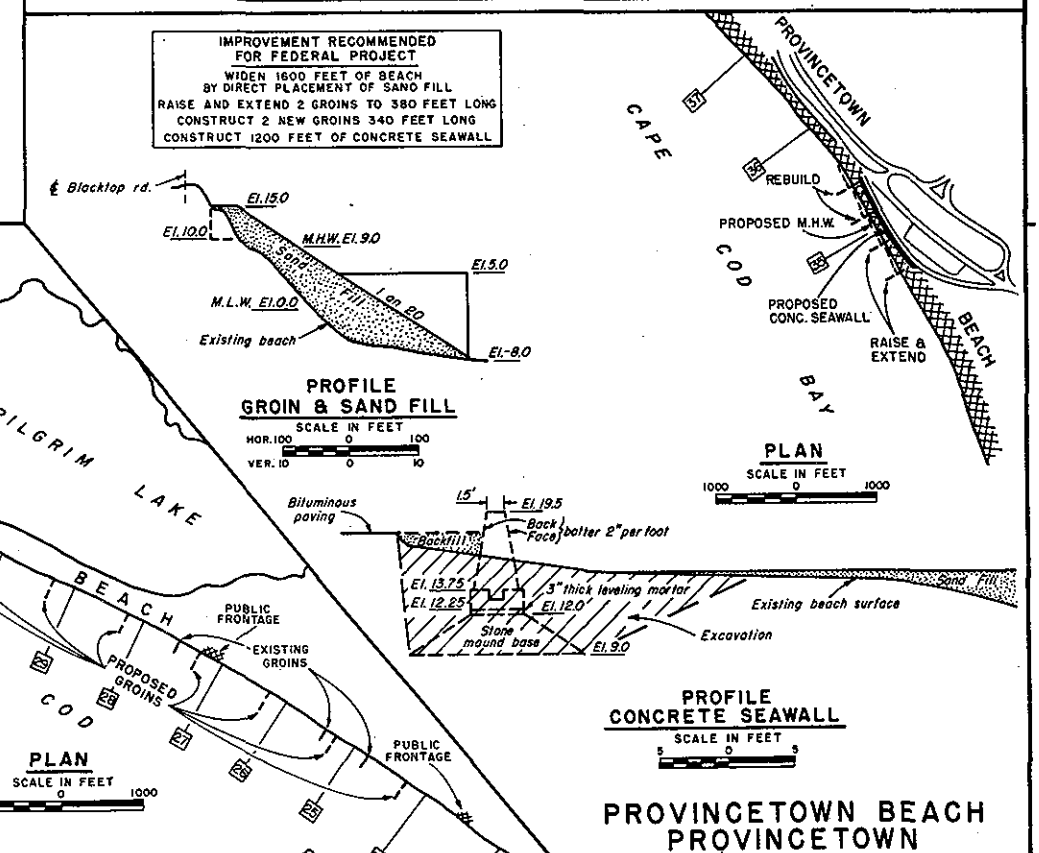 IMPROVEMENT RECOMMENDED
FOR FEDERAL PROJECT
WIDEN 1600 FEET OF BEACH
BY DIRECT PLACEMENT OF SAND FILL
RAISE AND EXTEND 2 GROINS TO 380 FEET LONG
CONSTRUCT 2 NEW GROINS 340 FEET LONG
CONSTRUCT 1200 FEET OF CONCRETE SEAWALL
℄ Blacktop rd.
El. 15.0
El. 10.0
M.H.W. El. 9.0
Sand
Fill
El. 5.0
1 on 20
M.L.W. El. 0.0
Existing beach
El.-8.0
PROFILE
GROIN & SAND FILL
SCALE IN FEET
HOR. 100 0 100
VER. 10 0 10
PROVINCETOWN
CAPE
COD
BAY
37
38
39
REBUILD
PROPOSED M.H.W.
PROPOSED
CONC. SEAWALL
RAISE &
EXTEND
BEACH
PLAN
SCALE IN FEET
1000 0 1000
Bituminous
paving
1.5'
El. 19.5
Back
Face
batter 2" per foot
Backfill
El. 13.75
El. 12.25
3" thick leveling mortar
El. 12.0
Stone
mound base
El. 9.0
Excavation
Existing beach surface
Sand Fill
PROFILE
CONCRETE SEAWALL
SCALE IN FEET
5 0 5
PILGRIM
LAKE
BEACH
PUBLIC
FRONTAGE
EXISTING
GROINS
PROPOSED
GROINS
29
28
27
26
25
COD
PUBLIC
FRONTAGE
PLAN
SCALE IN FEET
0 1000
PROVINCETOWN BEACH
PROVINCETOWN